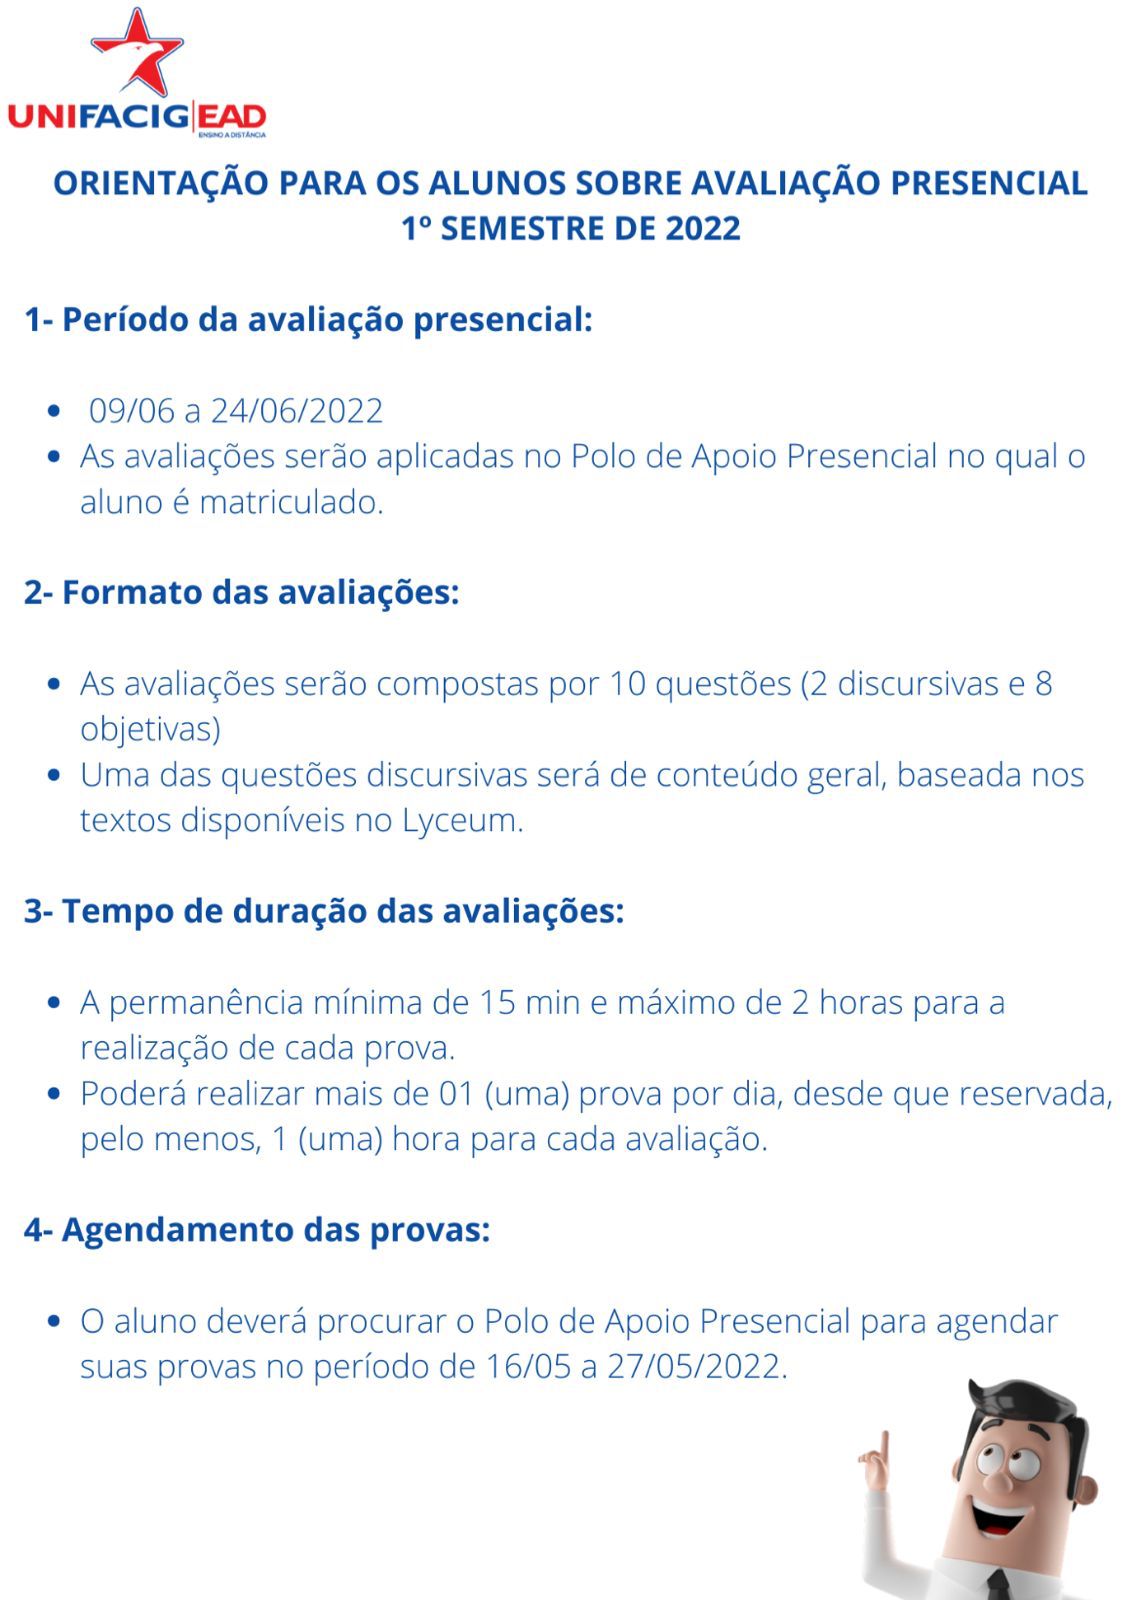 UNIFACIG|EAD
ENSINO A DISTÂNCIA
ORIENTAÇÃO PARA OS ALUNOS SOBRE AVALIAÇÃO PRESENCIAL
1º SEMESTRE DE 2022
1- Período da avaliação presencial:
• 09/06 a 24/06/2022
• As avaliações serão aplicadas no Polo de Apoio Presencial no qual o
aluno é matriculado.
2- Formato das avaliações:
• As avaliações serão compostas por 10 questões (2 discursivas e 8
objetivas)
• Uma das questões discursivas será de conteúdo geral, baseada nos
textos disponíveis no Lyceum.
3- Tempo de duração das avaliações:
• A permanência mínima de 15 min e máximo de 2 horas para a
realização de cada prova.
• Poderá realizar mais de 01 (uma) prova por dia, desde que reservada,
pelo menos, 1 (uma) hora para cada avaliação.
4- Agendamento das provas:
• O aluno deverá procurar o Polo de Apoio Presencial para agendar
suas provas no período de 16/05 a 27/05/2022.